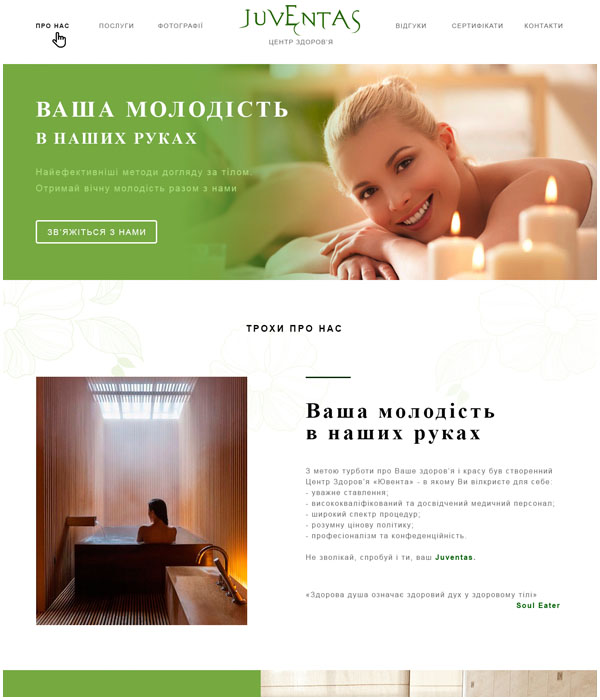 ПРО НАС ПОСЛУГИ ФОТОГРАФІЇ JUVENTAS ВІДГУКИ СЕРТИФІКАТИ КОНТАКТИ
ЦЕНТР ЗДОРОВ'Я
ВАША МОЛОДІСТЬ
В НАШИХ РУКАХ
Найефективніші методи догляду за тілом.
Отримай вічну молодість разом з нами
ЗВ'ЯЖІТЬСЯ З НАМИ
ТРОХИ ПРО НАС
Ваша молодість
в наших руках
З метою турботи про Ваше здоров'я і красу був створенний
Центр Здоров'я «Ювента» - в якому Ви вілкриєте для себе:
- уважне ставлення;
- висококваліфікований та досвідчений медичний персонал;
- широкий спектр процедур;
- розумну цінову політику;
- професіоналізм та конфеденційність.
Не зволікай, спробуй і ти, ваш Juventas.
«Здорова душа означає здоровий дух у здоровому тілі»
Soul Eater